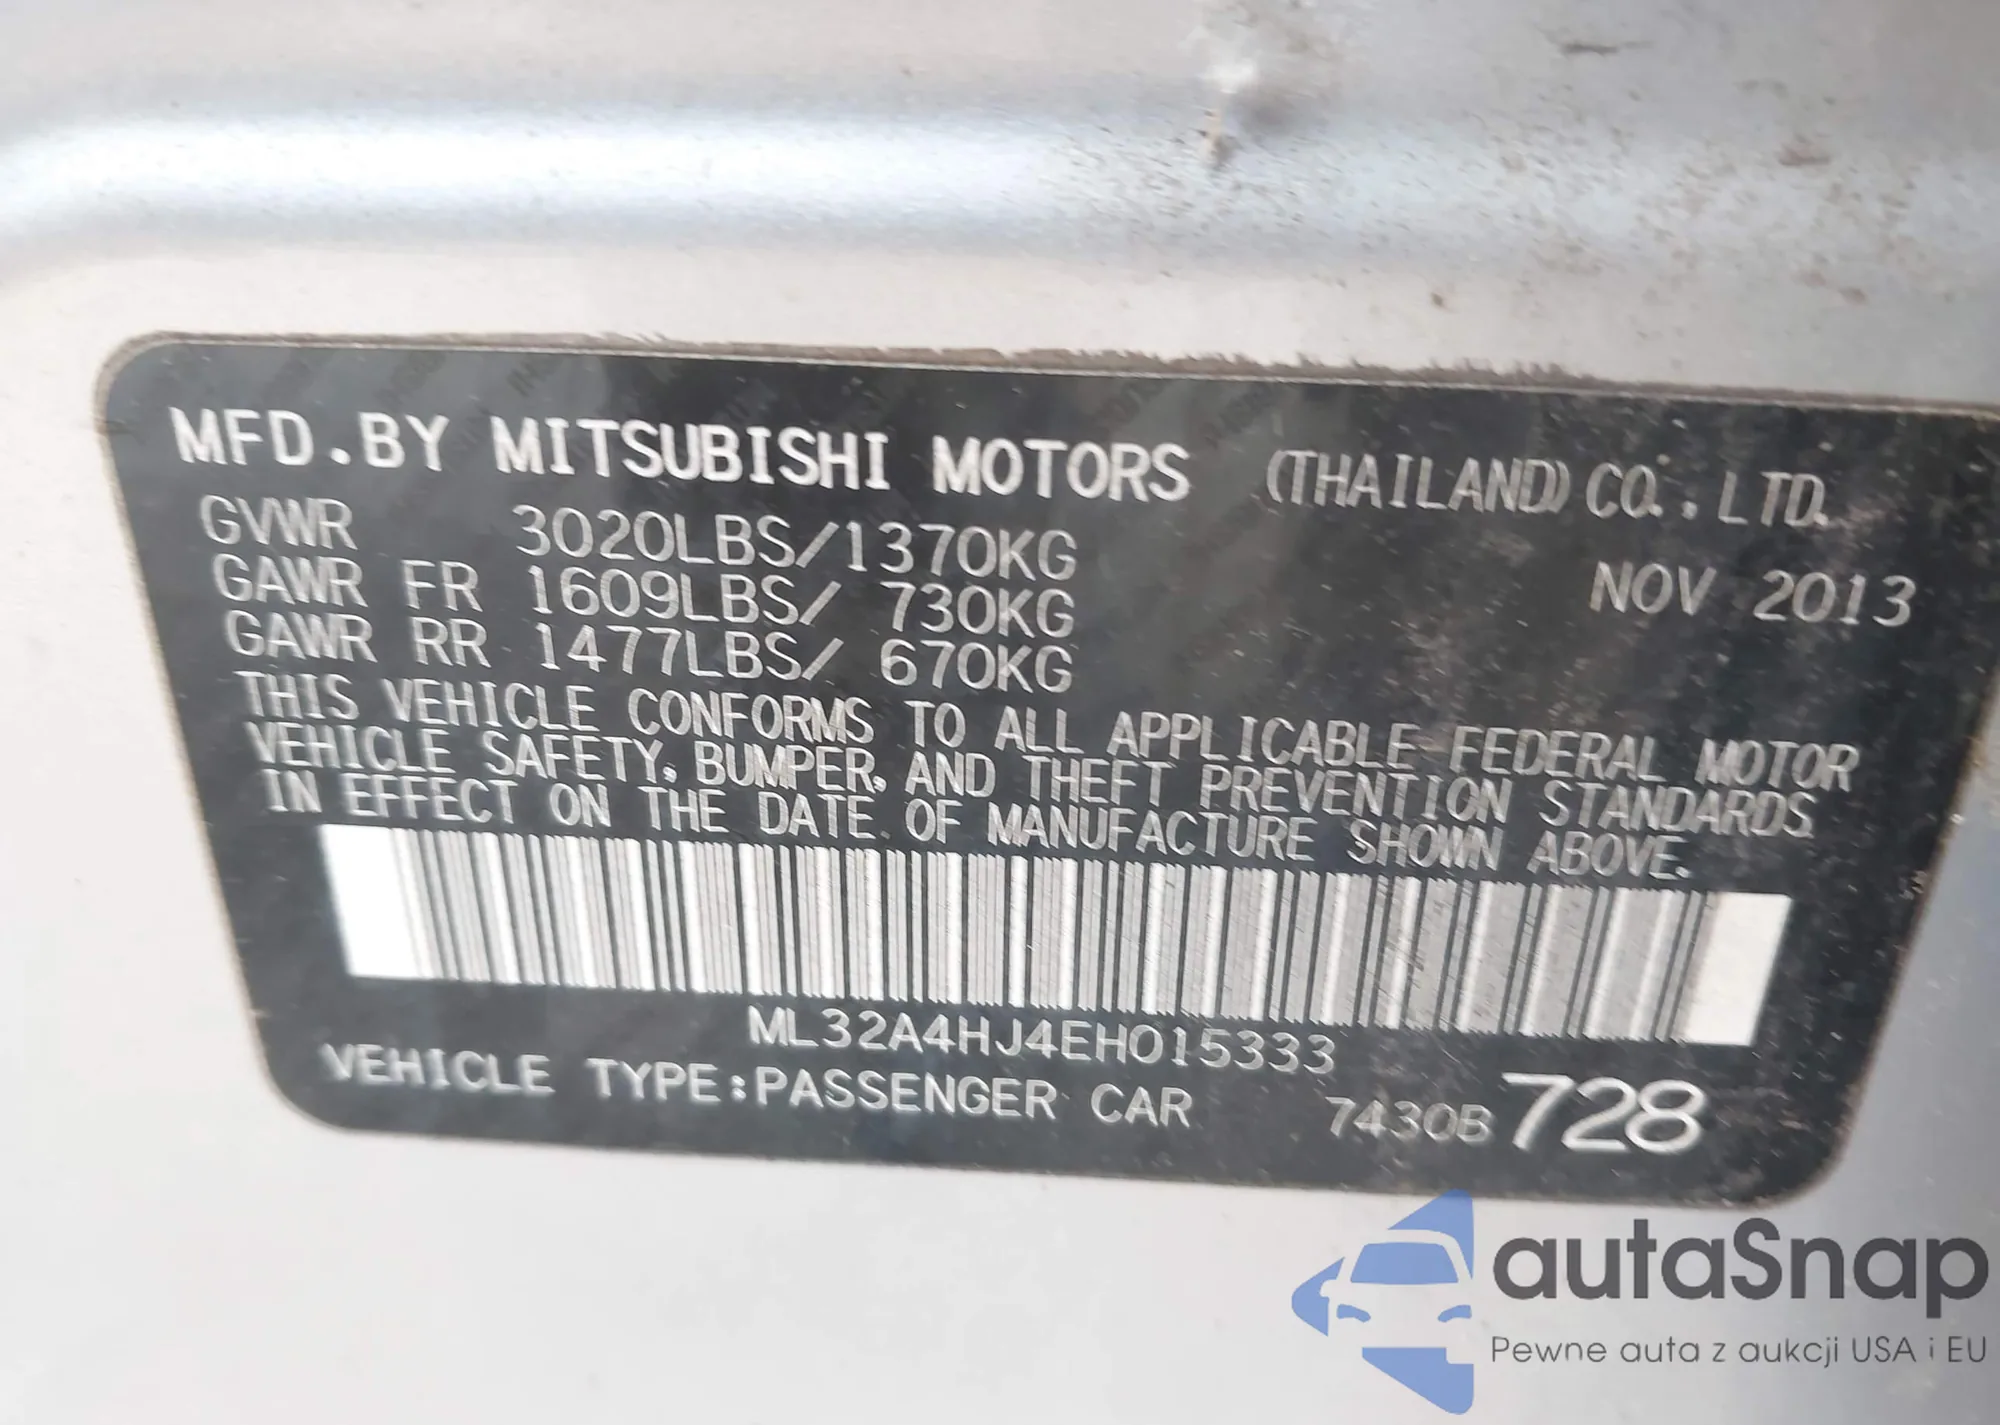 MFD.BY MITSUBISHI MOTORS (THAILAND) CO.,LTD.
GVWR 3020LBS/1370KG NOV 2013
GAWR FR 1609LBS/ 730KG
GAWR RR 1477LBS/ 670KG
THIS VEHICLE CONFORMS TO ALL APPLICABLE FEDERAL MOTOR
VEHICLE SAFETY, BUMPER, AND THEFT PREVENTION STANDARDS
IN EFFECT ON THE DATE OF MANUFACTURE SHOWN ABOVE.
ML32A4HJ4EH015333
VEHICLE TYPE:PASSENGER CAR 7430B 728
autaSnap
Pewne auta z aukcji USA i EU